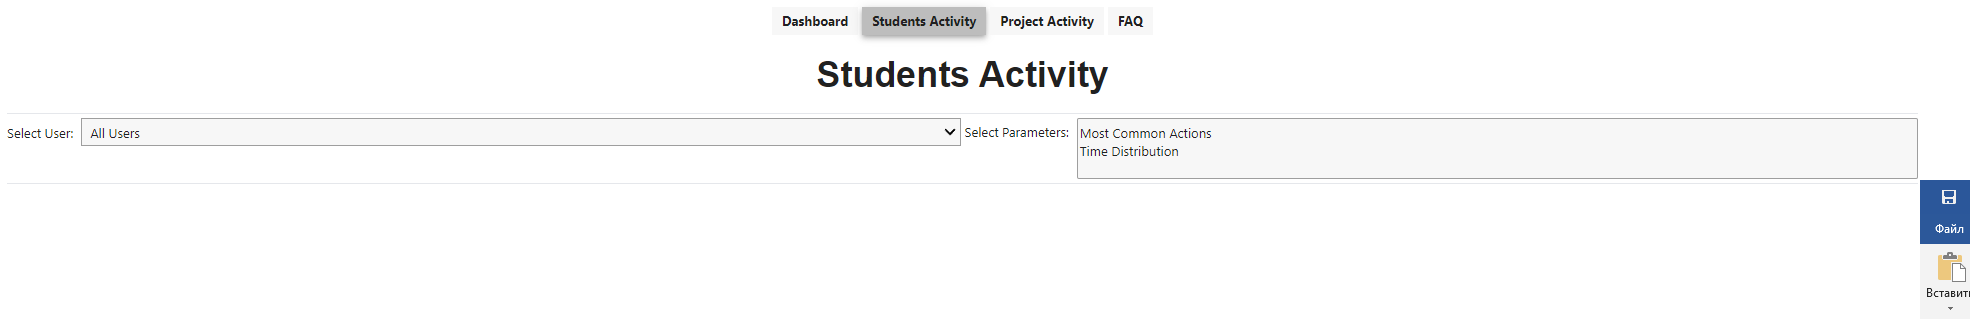 Dashboard Students Activity Project Activity FAQ
Students Activity
Select User: All Users Select Parameters: Most Common Actions
Time Distribution
Файл
Вставить